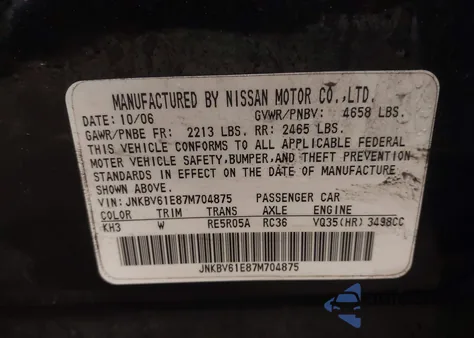 MANUFACTURED BY NISSAN MOTOR CO.,LTD.
DATE: 10/06 GVWR/PNBV: 4658 LBS.
GAWR/PNBE FR: 2213 LBS. RR: 2465 LBS.
THIS VEHICLE CONFORMS TO ALL APPLICABLE FEDERAL
MOTOR VEHICLE SAFETY, BUMPER, AND THEFT PREVENTION
STANDARDS IN EFFECT ON THE DATE OF MANUFACTURE
SHOWN ABOVE.
VIN: JNKBV61E87M704875 PASSENGER CAR
COLOR TRIM TRANS AXLE ENGINE
KH3 W RE5R05A RC36 VQ35(HR) 3498CC
JNKBV61E87M704875